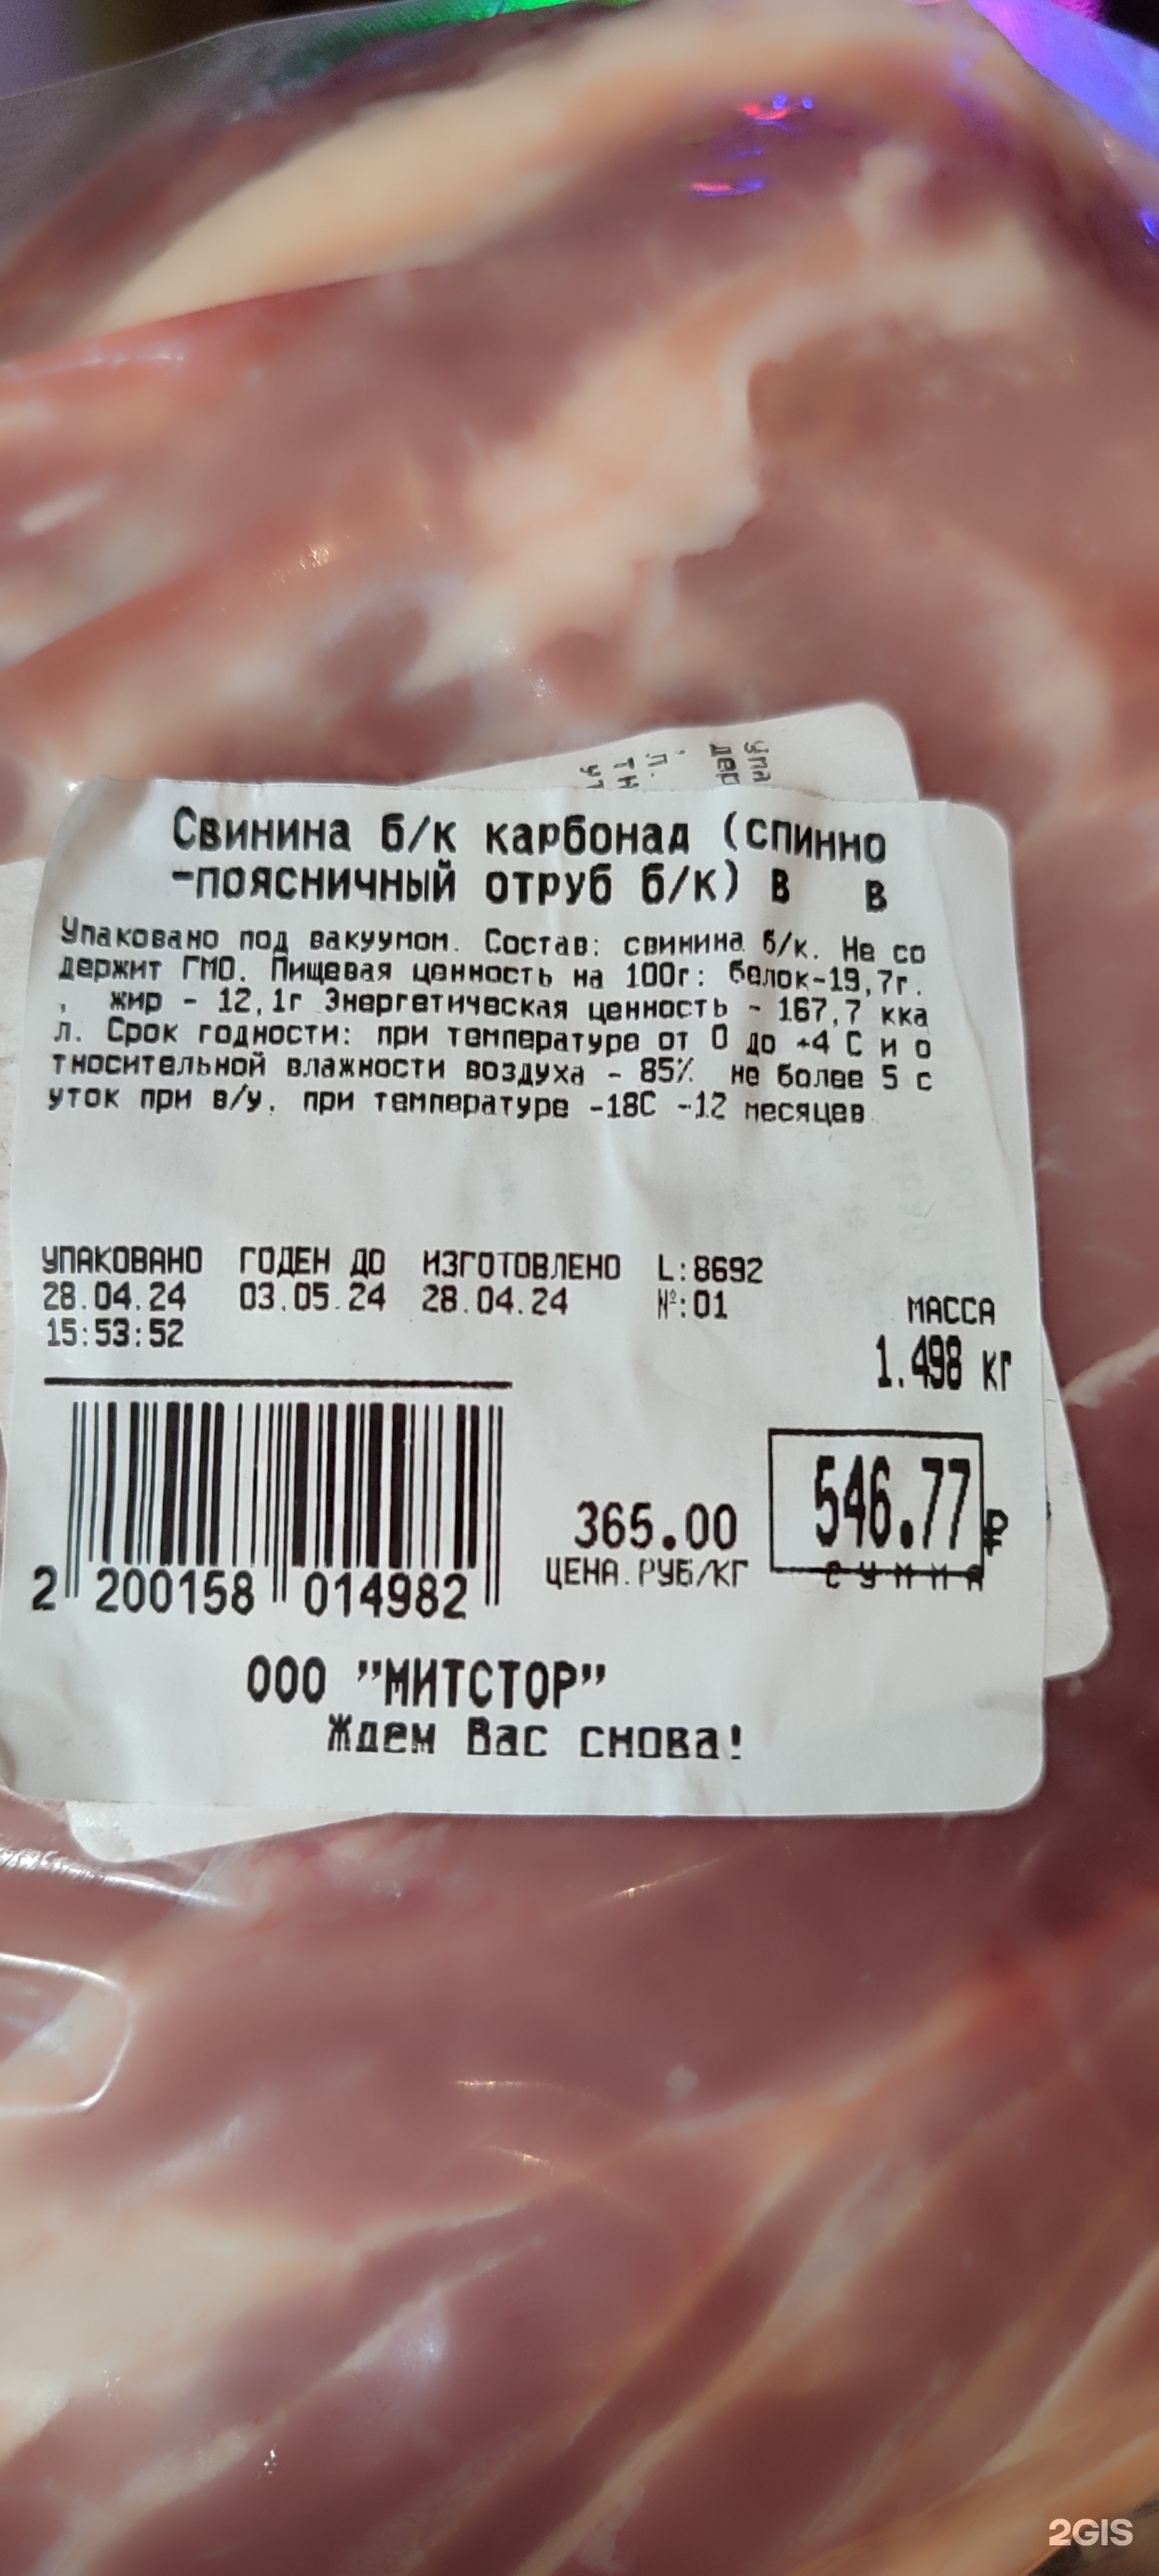 упа
дер
л.
тн
ут
Свинина б/к карбонад (спинно
-поясничный отруб б/к) в в
Упаковано под вакуумом. Состав: свинина б/к. Не со
держит ГМО. Пищевая ценность на 100г: белок-19,7г.
, жир - 12,1г Энергетическая ценность - 167,7 кка
л. Срок годности: при температуре от 0 до +4 С и о
тносительной влажности воздуха - 85% не более 5 с
уток при в/у, при температуре -18С -12 месяцев
УПАКОВАНО ГОДЕН ДО ИЗГОТОВЛЕНО L:8692
28.04.24 03.05.24 28.04.24 №:01
15:53:52
МАССА
1.498 кг
365.00
ЦЕНА.РУБ/КГ
546.77₽
СУММА
2 200158 014982
ООО "МИТСТОР"
Ждем Вас снова!
2GIS